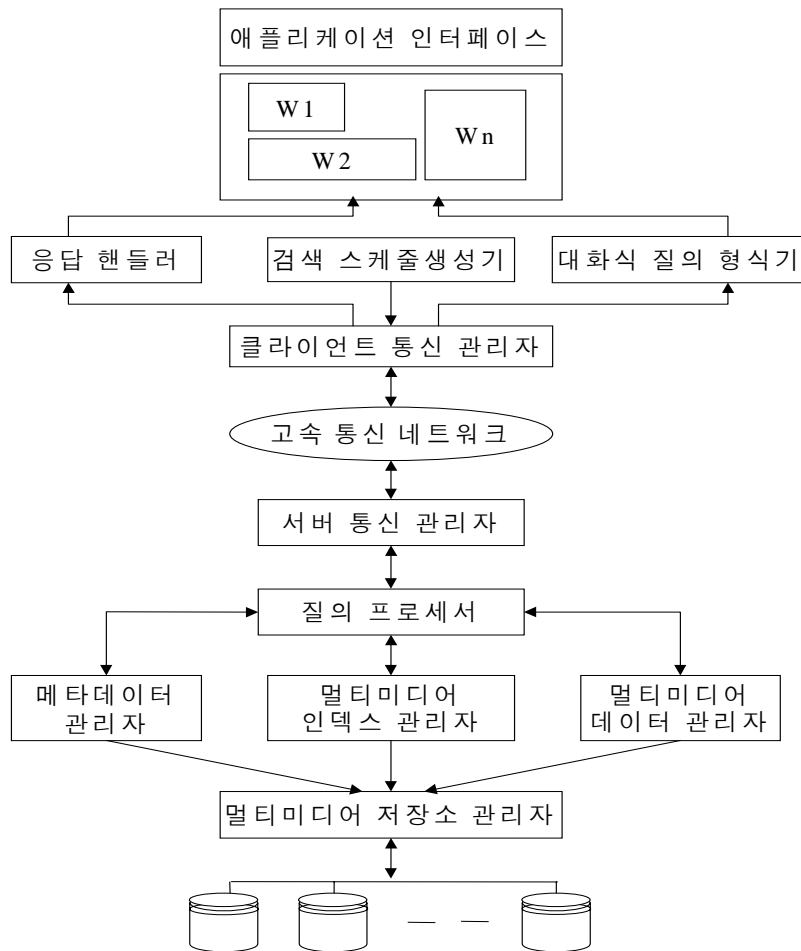 애플리케이션 인터페이스
W1
W2
Wn
응답 핸들러
검색 스케줄생성기
대화식 질의 형식기
클라이언트 통신 관리자
고속 통신 네트워크
서버 통신 관리자
질의 프로세서
메타데이터
관리자
멀티미디어
인덱스 관리자
멀티미디어
데이터 관리자
멀티미디어 저장소 관리자